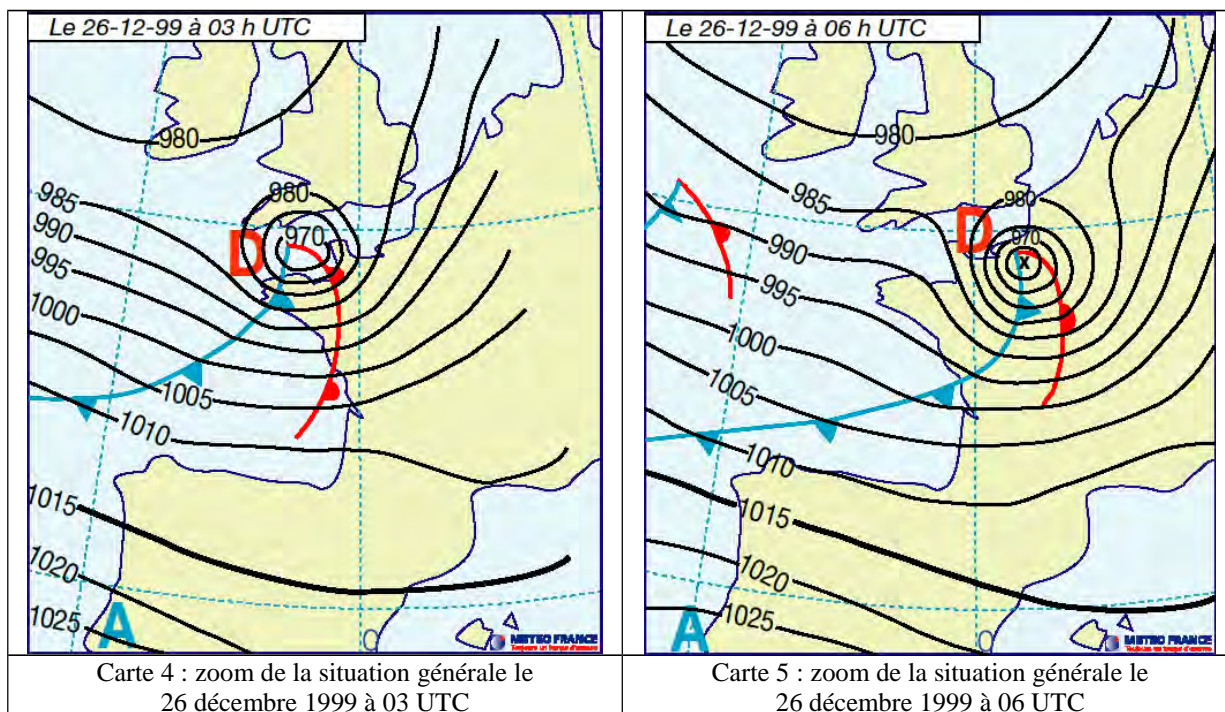 Le 26-12-99 à 03 h UTC
980
985
980
990
970
D
995
1000
1005
1010
1015
1020
1025
A
0
METEO FRANCE
Carte 4 : zoom de la situation générale le
26 décembre 1999 à 03 UTC
Le 26-12-99 à 06 h UTC
980
985
980
D
990
970
x
995
1000
1005
1010
1015
1020
1025
A
0
METEO FRANCE
Carte 5 : zoom de la situation générale le
26 décembre 1999 à 06 UTC